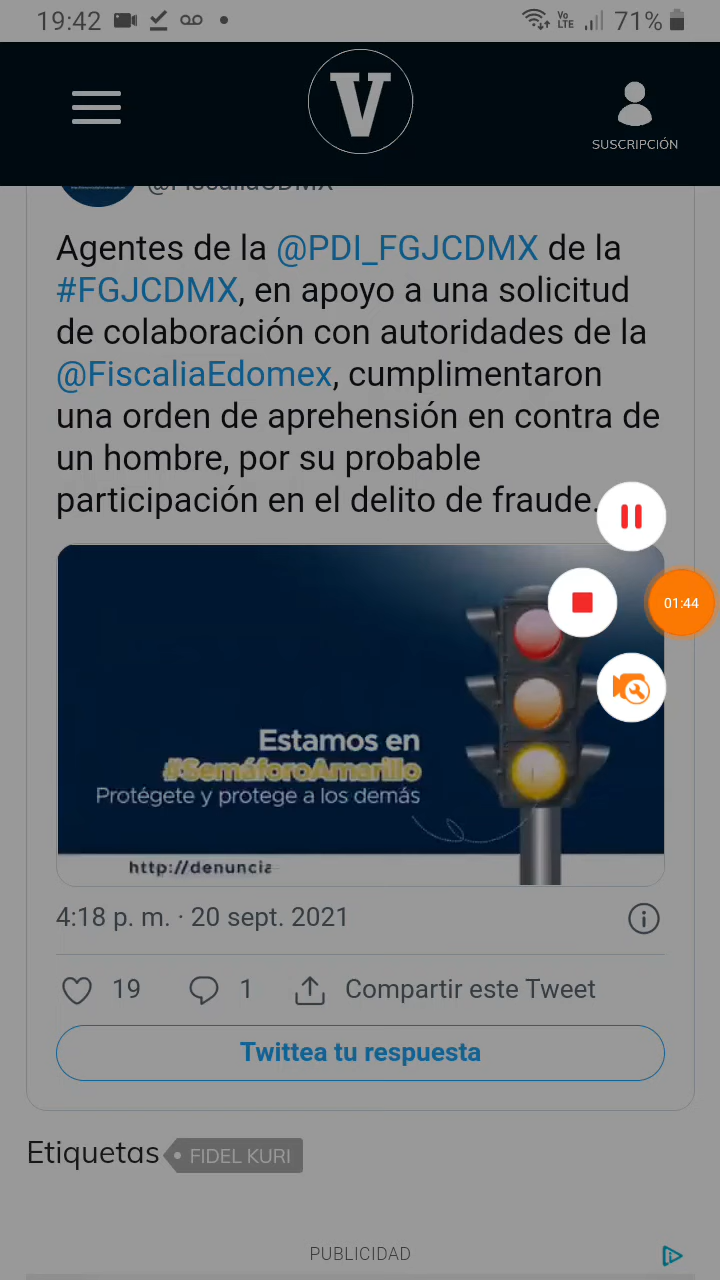 19:42
Vo LTE
71%
V
SUSCRIPCIÓN
@FiscaliaCDMX
Agentes de la @PDI_FGJCDMX de la
#FGJCDMX, en apoyo a una solicitud
de colaboración con autoridades de la
@FiscaliaEdomex, cumplimentaron
una orden de aprehensión en contra de
un hombre, por su probable
participación en el delito de fraude.
01:44
Estamos en
#SemáforoAmarillo
Protégete y protege a los demás
http://denuncia
4:18 p. m. · 20 sept. 2021
19
1
Compartir este Tweet
Twittea tu respuesta
Etiquetas
FIDEL KURI
PUBLICIDAD